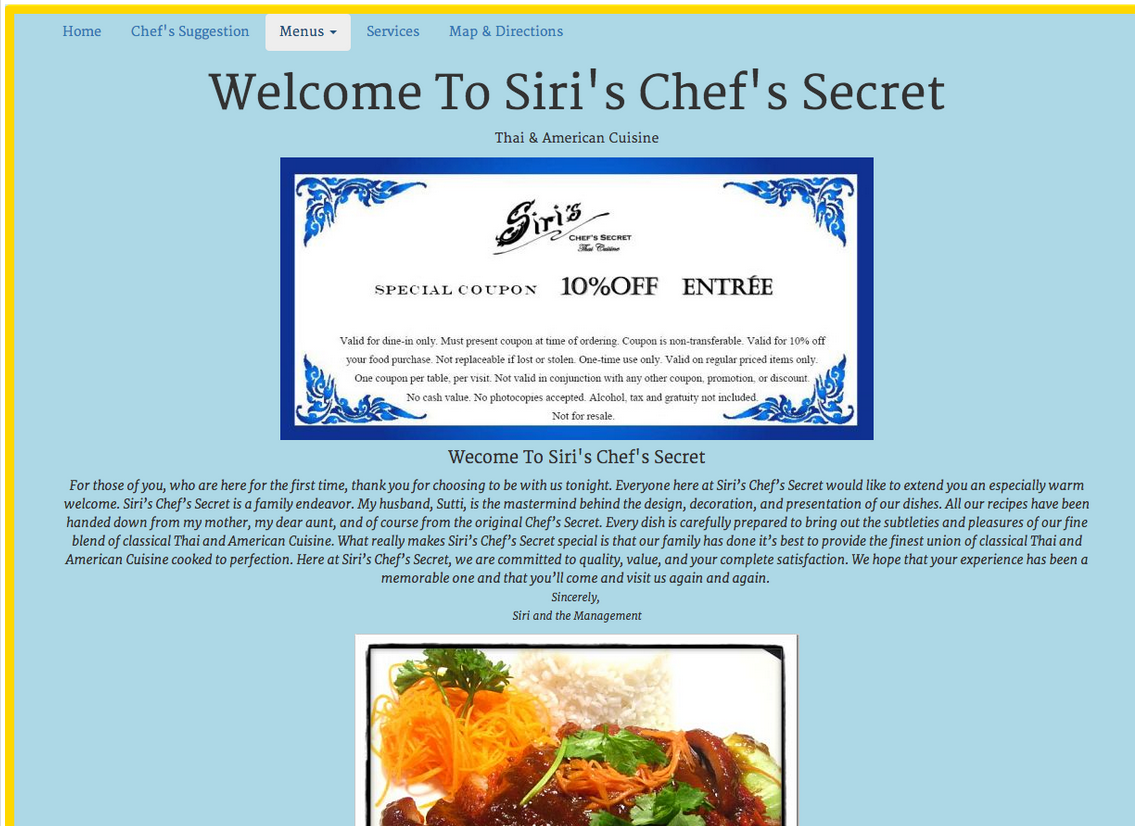 Home Chef's Suggestion Menus Services Map & Directions
Welcome To Siri's Chef's Secret
Thai & American Cuisine
Siri's
CHEF'S SECRET
Thai Cuisine
SPECIAL COUPON 10%OFF ENTRÉE
Valid for dine-in only. Must present coupon at time of ordering. Coupon is non-transferable. Valid for 10% off
your food purchase. Not replaceable if lost or stolen. One-time use only. Valid on regular priced items only.
One coupon per table, per visit. Not valid in conjunction with any other coupon, promotion, or discount.
No cash value. No photocopies accepted. Alcohol, tax and gratuity not included.
Not for resale.
Wecome To Siri's Chef's Secret
For those of you, who are here for the first time, thank you for choosing to be with us tonight. Everyone here at Siri’s Chef’s Secret would like to extend you an especially warm
welcome. Siri’s Chef’s Secret is a family endeavor. My husband, Sutti, is the mastermind behind the design, decoration, and presentation of our dishes. All our recipes have been
handed down from my mother, my dear aunt, and of course from the original Chef’s Secret. Every dish is carefully prepared to bring out the subtleties and pleasures of our fine
blend of classical Thai and American Cuisine. What really makes Siri’s Chef’s Secret special is that our family has done it’s best to provide the finest union of classical Thai and
American Cuisine cooked to perfection. Here at Siri’s Chef’s Secret, we are committed to quality, value, and your complete satisfaction. We hope that your experience has been a
memorable one and that you’ll come and visit us again and again.
Sincerely,
Siri and the Management